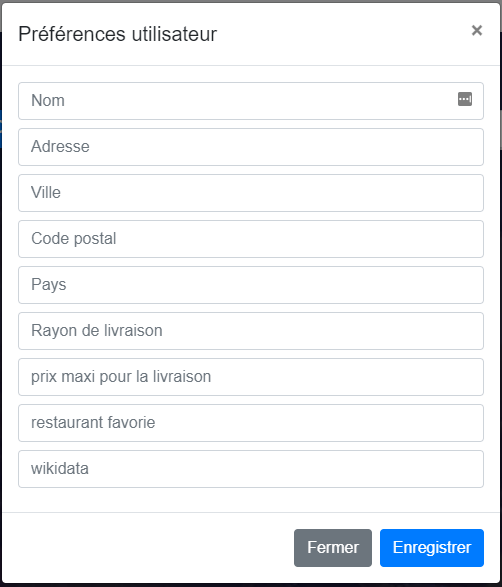 Préférences utilisateur ×
Nom
Adresse
Ville
Code postal
Pays
Rayon de livraison
prix maxi pour la livraison
restaurant favorie
wikidata
Fermer Enregistrer